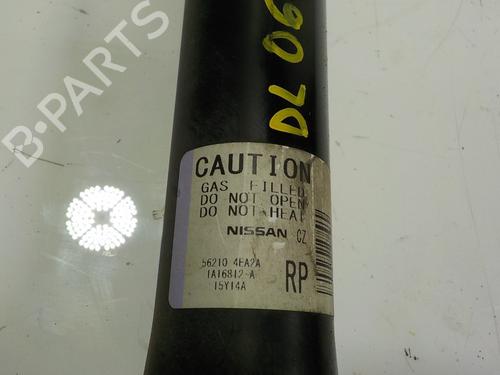 B-PARTS
DL 06
CAUTION
GAS FILLED
DO NOT OPEN
DO NOT HEAT
NISSAN CZ
56210 4EA2A
1A16812-A
15Y14A
RP